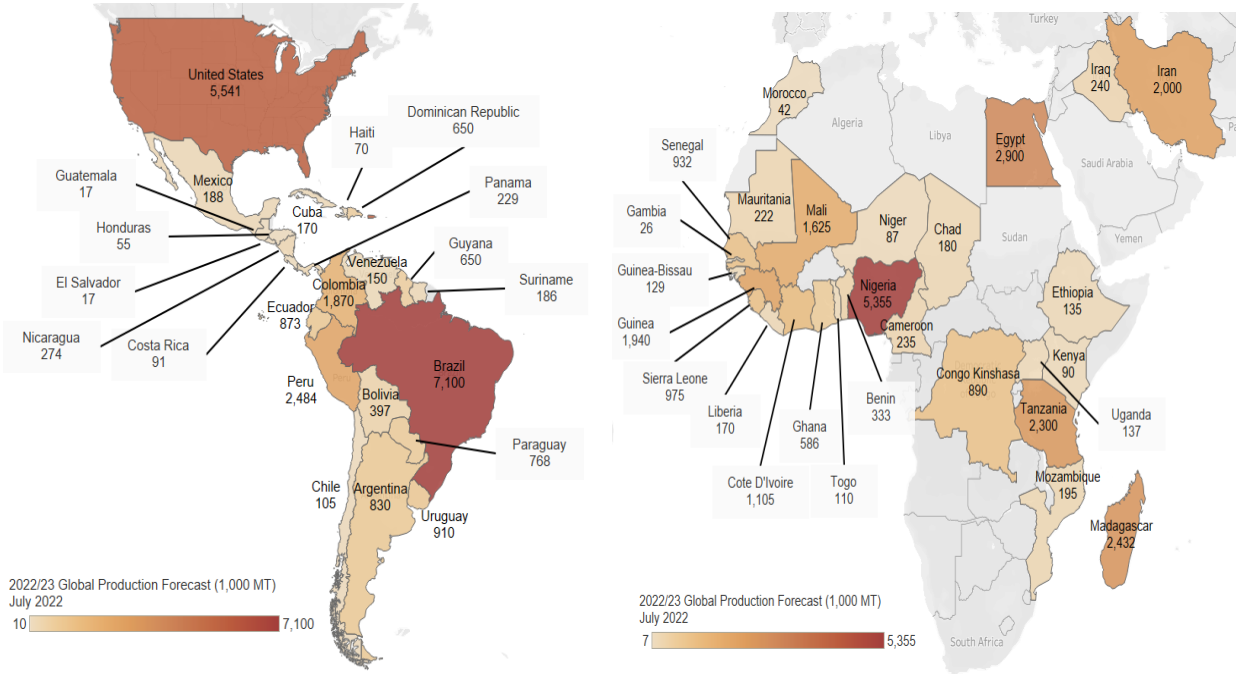 United States
5,541
Dominican Republic
650
Haiti
70
Guatemala
17
Mexico
188
Panama
229
Cuba
170
Honduras
55
Guyana
650
Venezuela
150
El Salvador
17
Colombia
1,870
Suriname
186
Ecuador
873
Nicaragua
274
Costa Rica
91
Brazil
7,100
Peru
2,484
Bolivia
397
Paraguay
768
Chile
105
Argentina
830
Uruguay
910
2022/23 Global Production Forecast (1,000 MT)
July 2022
10
7,100
Turkey
Iraq
240
Iran
2,000
Morocco
42
Algeria
Libya
Egypt
2,900
Saudi Arabia
Senegal
932
Mauritania
222
Mali
1,625
Niger
87
Chad
180
Sudan
Yemen
Gambia
26
Guinea-Bissau
129
Nigeria
5,355
Ethiopia
135
Guinea
1,940
Cameroon
235
Sierra Leone
975
Liberia
170
Ghana
586
Benin
333
Congo Kinshasa
890
Kenya
90
Tanzania
2,300
Uganda
137
Cote D'Ivoire
1,105
Togo
110
Mozambique
195
Madagascar
2,432
2022/23 Global Production Forecast (1,000 MT)
July 2022
7
5,355
South Africa